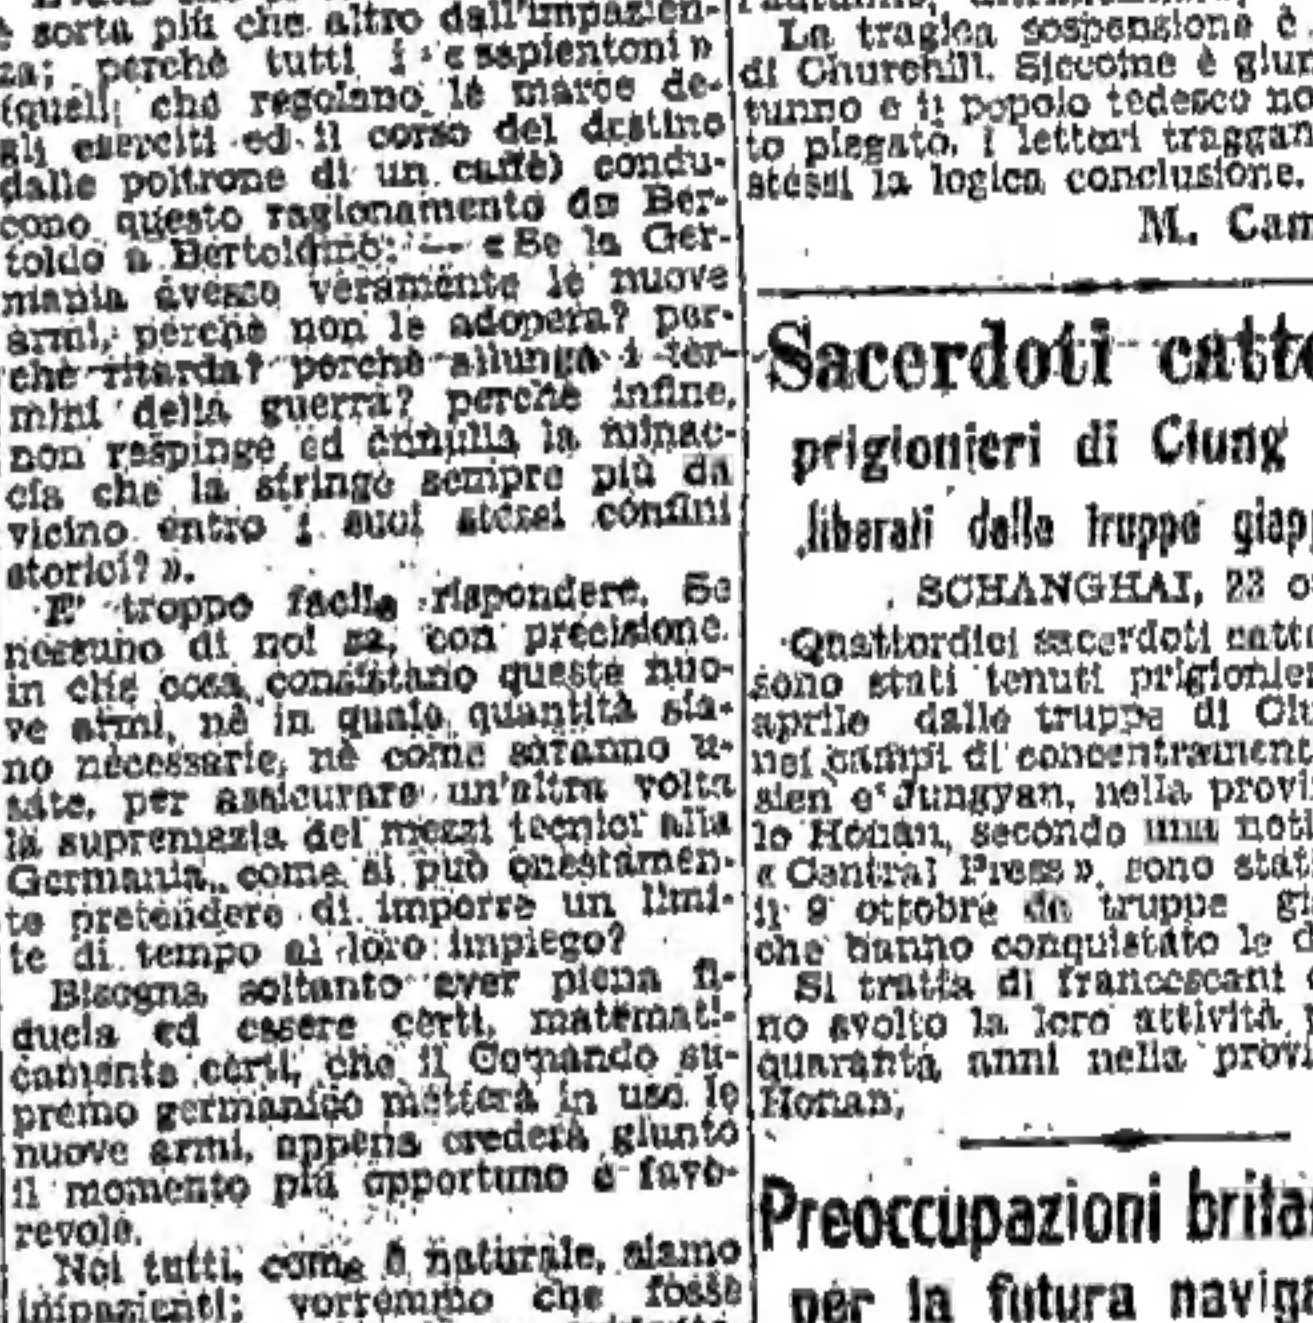 è sorta più che altro dall'impazien-
za; perchè tutti i « sapientoni »
(quelli che regolano le marce de-
gli eserciti ed il corso del destino
dalle poltrone di un caffè) condu-
cono questo ragionamento da Ber-
toldo a Bertoldino: — « Se la Ger-
mania avesse veramente le nuove
armi, perchè non le adopera? per-
chè ritarda? perchè allunga i ter-
mini della guerra? perchè infine,
non respinge ed annulla la minac-
cia che la stringe sempre più da
vicino entro i suoi stessi confini
storici? ».
E' troppo facile rispondere. Se
nessuno di noi sa, con precisione.
in che cosa consistano queste nuo-
ve armi, nè in quale quantità sia-
no necessarie, nè come saranno u-
sate, per assicurare un'altra volta
la supremazia dei mezzi tecnici alla
Germania, come si può onestamen-
te pretendere di imporre un limi-
te di tempo al loro impiego?
Bisogna soltanto aver piena fi-
ducia ed essere certi, matemati-
camente certi, che il Comando su-
premo germanico metterà in uso le
nuove armi, appena crederà giunto
il momento più opportuno e favo-
revole.
Noi tutti, come è naturale, siamo
impazienti; vorremmo che fosse
La tragica sospensione è
di Churchill. Siccome è giun
tunno e il popolo tedesco no
to piegato, i lettori traggan
stessi la logica conclusione.
M. Cam
Sacerdoti catto
prigionieri di Ciung
liberati dalle truppe giap
SCHANGHAI, 23 o
Quattordici sacerdoti catt
sono stati tenuti prigionier
aprile dalle truppe di Ci
nei campi di concentrament
sien e Jungyan, nella provi
lo Honan, secondo una noti
« Central Press », sono stat
il 9 ottobre da truppe gi
che hanno conquistato le d
Si tratta di francescani
no svolto la loro attività
quaranta anni nella provi
Honan.
Preoccupazioni brita
per la futura navig